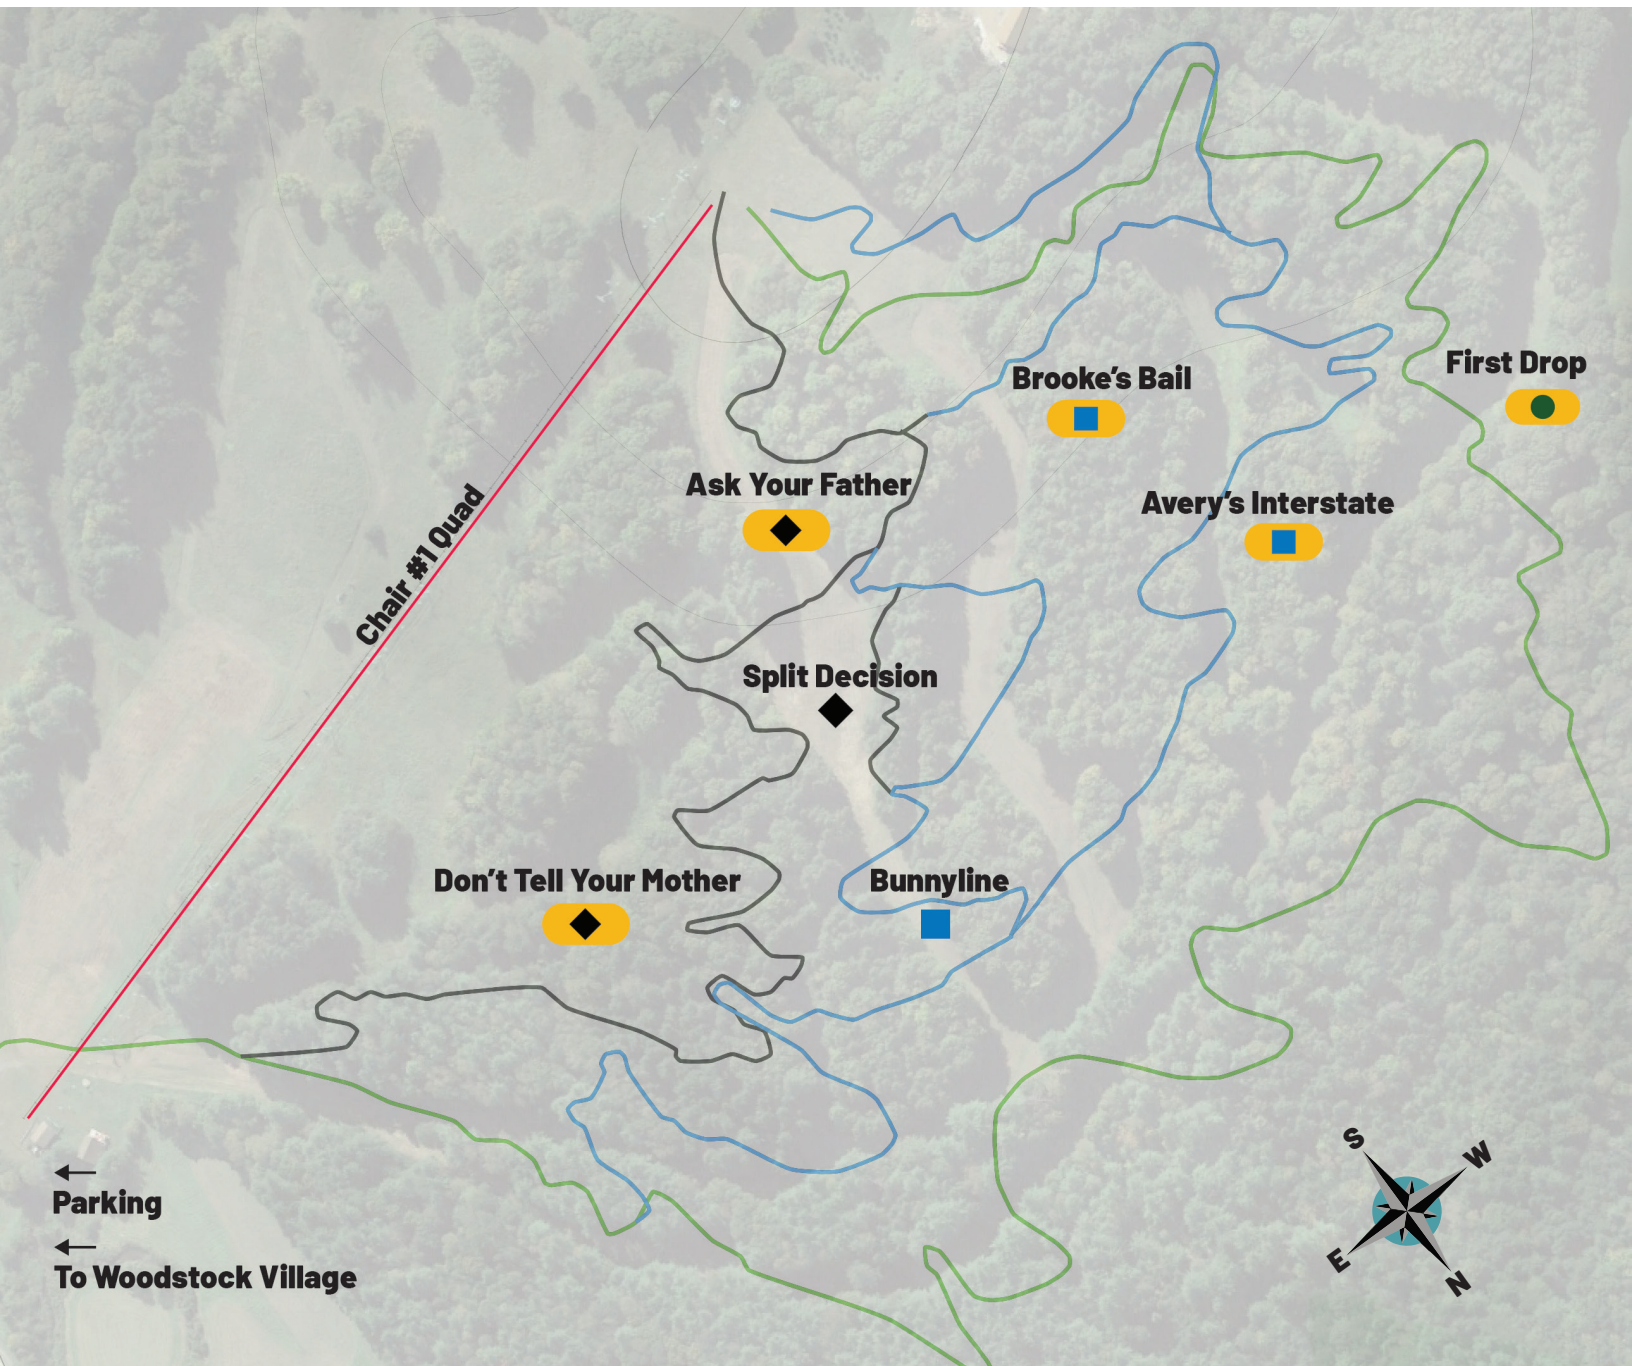 First Drop
Brooke's Bail
Ask Your Father
Avery's Interstate
Chair #1 Quad
Split Decision
Don't Tell Your Mother
Bunnyline
S
W
E
N
Parking
To Woodstock Village